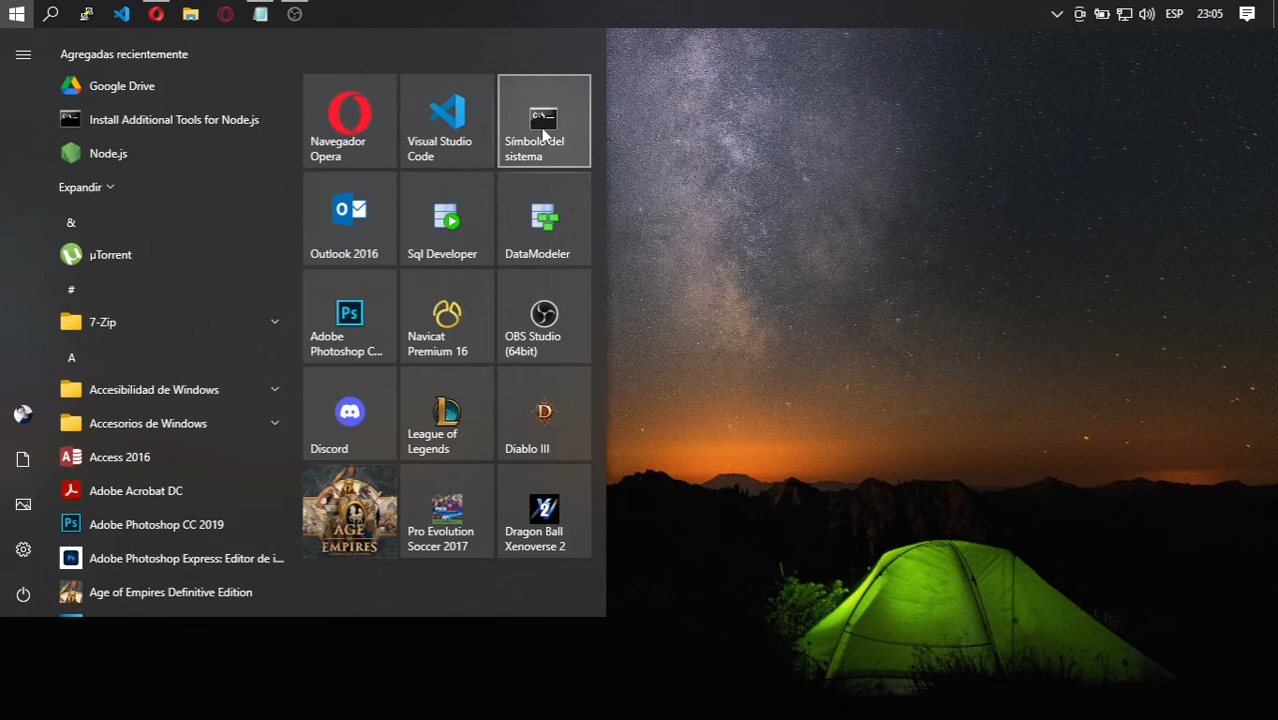 ESP
23:05
Agregadas recientemente
Google Drive
Install Additional Tools for Node.js
Node.js
Expandir
&
µTorrent
#
7-Zip
A
Accesibilidad de Windows
Accesorios de Windows
Access 2016
Adobe Acrobat DC
Adobe Photoshop CC 2019
Adobe Photoshop Express: Editor de i...
Age of Empires Definitive Edition
Navegador
Opera
Visual Studio
Code
C:\
Símbolo del
sistema
Outlook 2016
Sql Developer
DataModeler
Ps
Adobe
Photoshop C...
Navicat
Premium 16
OBS Studio
(64bit)
Discord
League of
Legends
Diablo III
AGE
OF
EMPIRES
Pro Evolution
Soccer 2017
Dragon Ball
Xenoverse 2